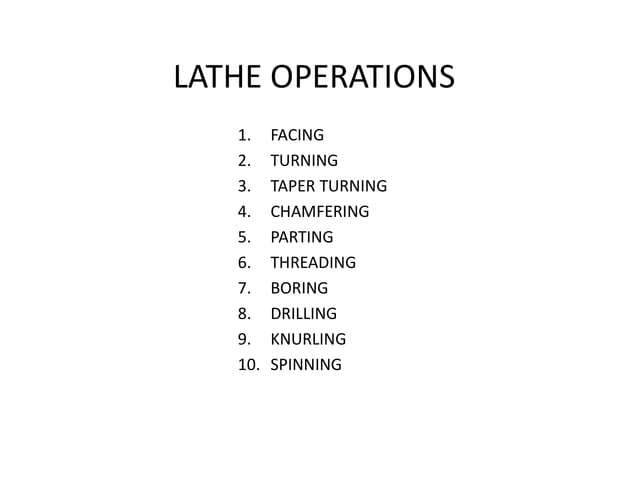 LATHE OPERATIONS
1. FACING
2. TURNING
3. TAPER TURNING
4. CHAMFERING
5. PARTING
6. THREADING
7. BORING
8. DRILLING
9. KNURLING
10. SPINNING